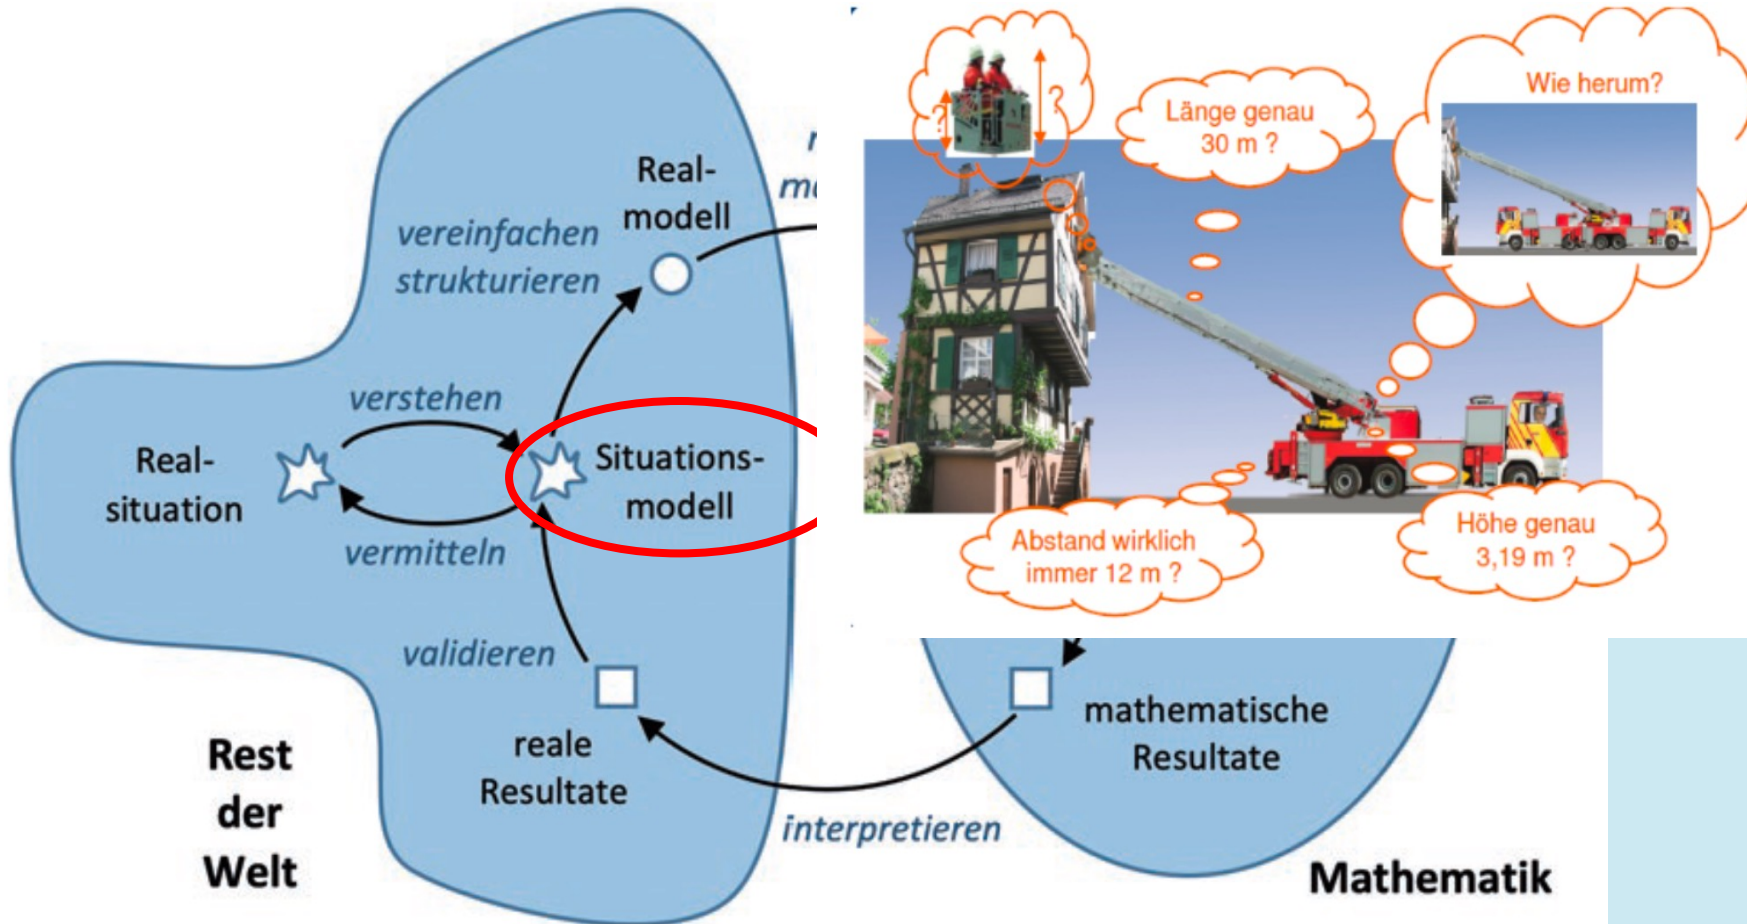 Real-
modell
vereinfachen
strukturieren
verstehen
Real-
situation
Situations-
modell
vermitteln
validieren
reale
Resultate
Rest
der
Welt
interpretieren
mathematische
Resultate
Mathematik
?
?
Länge genau
30 m ?
Wie herum?
Abstand wirklich
immer 12 m ?
Höhe genau
3,19 m ?